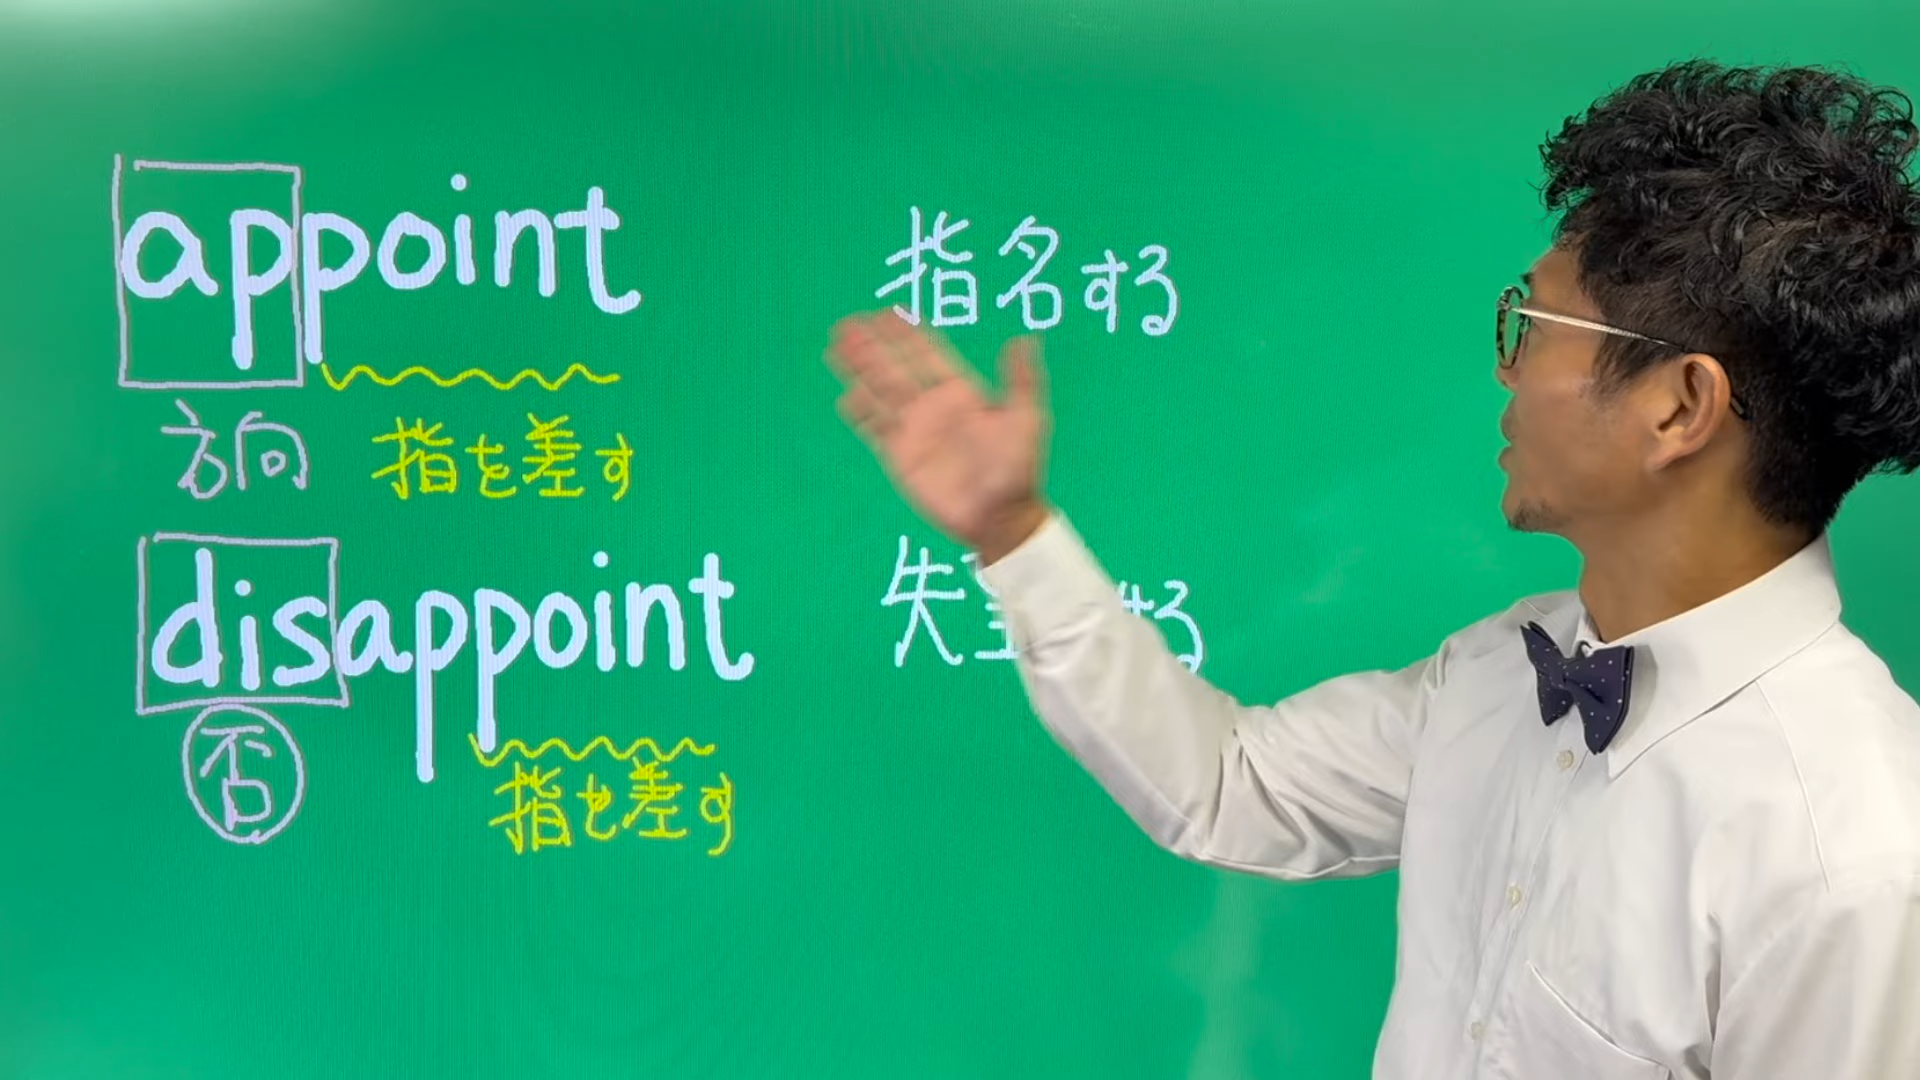 appoint 指名する
方向 指を差す
disappoint 失
否 指を差す